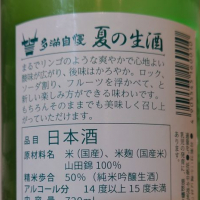 多満自慢 夏の生酒
まるでリンゴのような爽やかで心地よい
酸味が広がり、後味はかろやか。ロック、
ソーダ割り、フルーツを浮かべて、と
新しい楽しみ方ができるお酒です。
もちろんそのままでも美味しく召し上
がっていただけます。
品目 日本酒
原材料名 米(国産)、米麹(国産米)
山田錦100%
精米歩合 50%(純米吟醸生酒)
アルコール分 14度以上15度未満
720ml